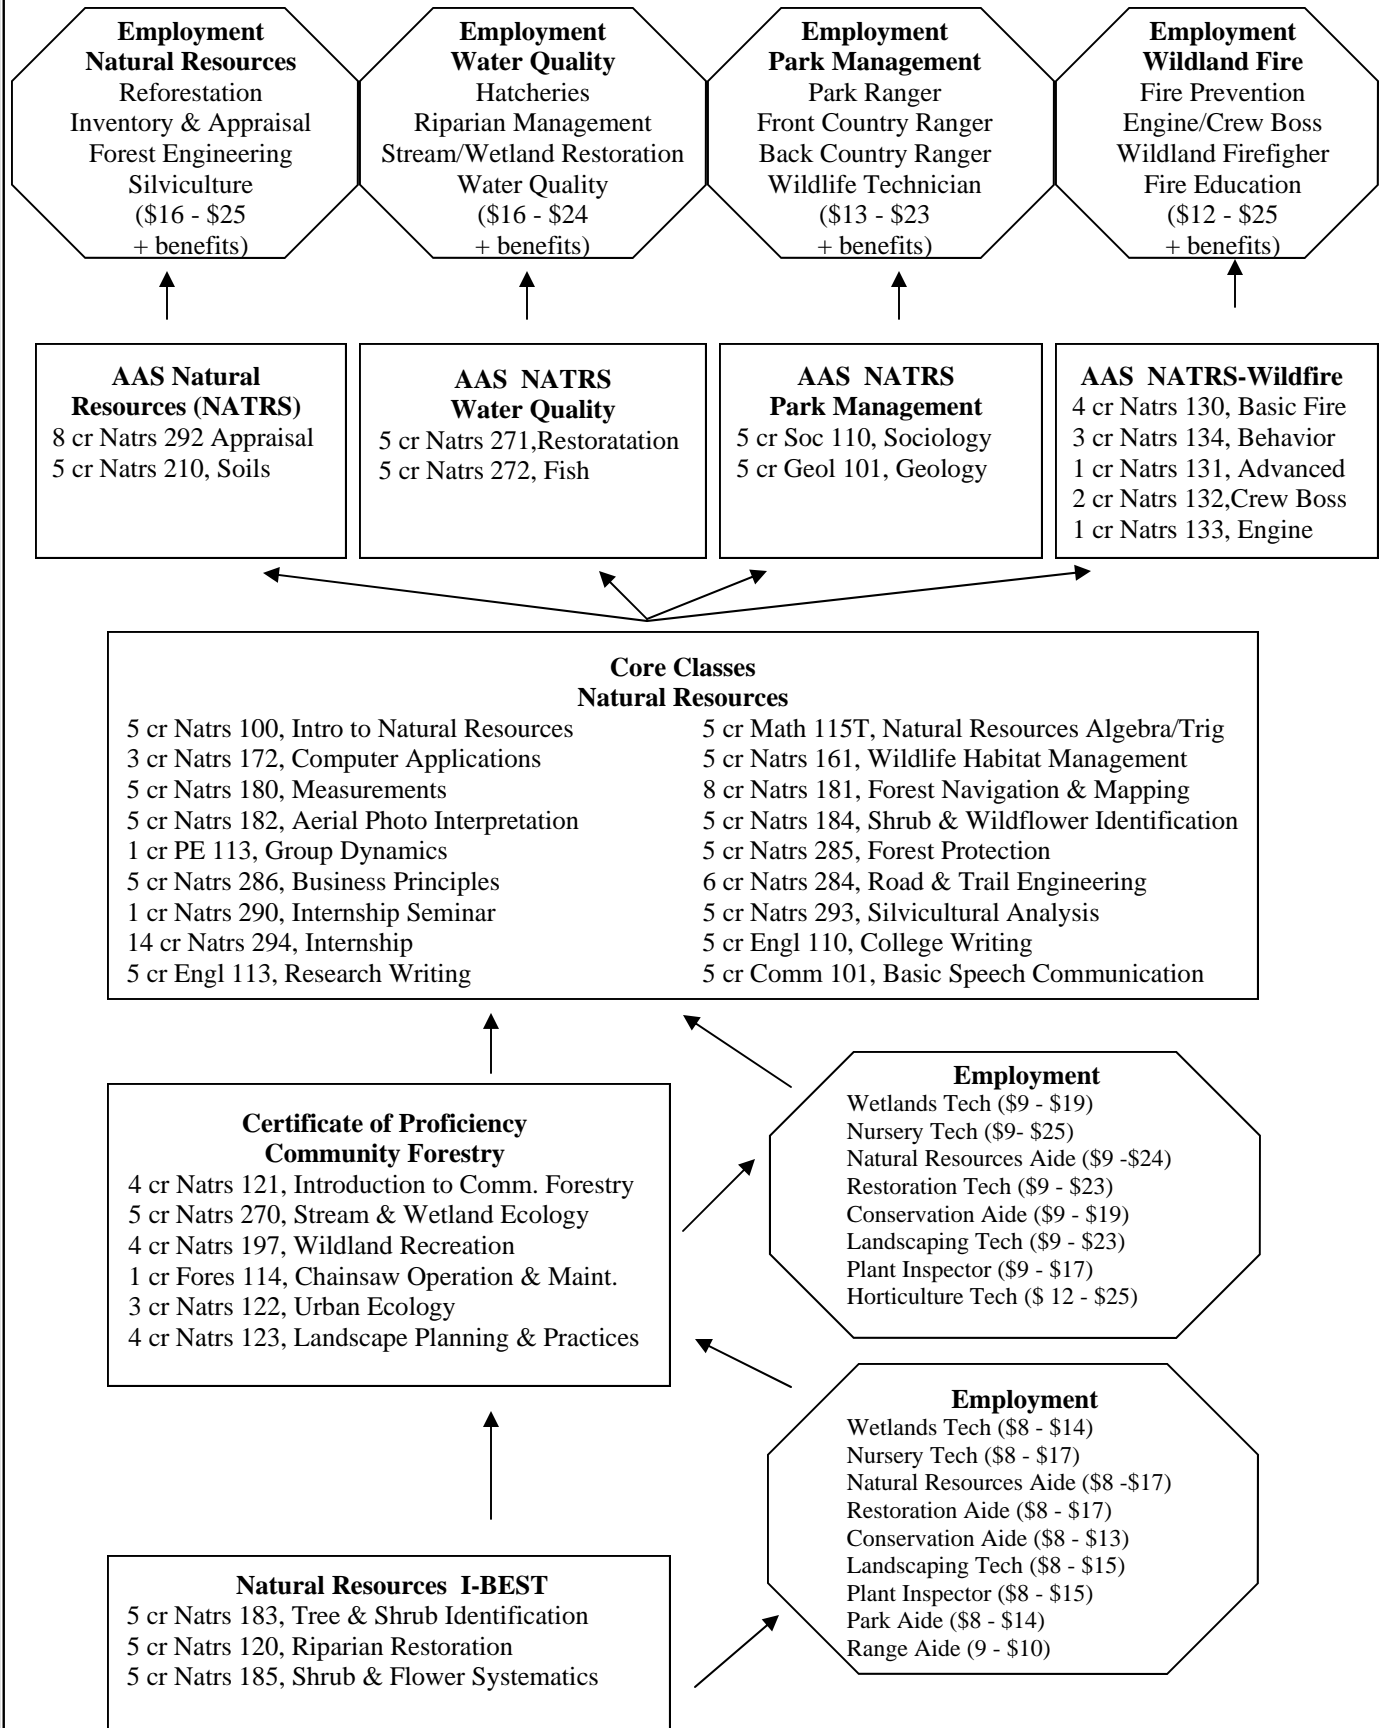 Employment
Natural Resources
Reforestation
Inventory & Appraisal
Forest Engineering
Silviculture
($16 - $25
+ benefits)
Employment
Water Quality
Hatcheries
Riparian Management
Stream/Wetland Restoration
Water Quality
($16 - $24
+ benefits)
Employment
Park Management
Park Ranger
Front Country Ranger
Back Country Ranger
Wildlife Technician
($13 - $23
+ benefits)
Employment
Wildland Fire
Fire Prevention
Engine/Crew Boss
Wildland Firefigher
Fire Education
($12 - $25
+ benefits)
AAS Natural
Resources (NATRS)
8 cr Natrs 292 Appraisal
5 cr Natrs 210, Soils
AAS  NATRS
Water Quality
5 cr Natrs 271,Restoratation
5 cr Natrs 272, Fish
AAS  NATRS
Park Management
5 cr Soc 110, Sociology
5 cr Geol 101, Geology
AAS  NATRS-Wildfire
4 cr Natrs 130, Basic Fire
3 cr Natrs 134, Behavior
1 cr Natrs 131, Advanced
2 cr Natrs 132,Crew Boss
1 cr Natrs 133, Engine
Core Classes
Natural Resources
5 cr Natrs 100, Intro to Natural Resources
3 cr Natrs 172, Computer Applications
5 cr Natrs 180, Measurements
5 cr Natrs 182, Aerial Photo Interpretation
1 cr PE 113, Group Dynamics
5 cr Natrs 286, Business Principles
1 cr Natrs 290, Internship Seminar
14 cr Natrs 294, Internship
5 cr Engl 113, Research Writing
5 cr Math 115T, Natural Resources Algebra/Trig
5 cr Natrs 161, Wildlife Habitat Management
8 cr Natrs 181, Forest Navigation & Mapping
5 cr Natrs 184, Shrub & Wildflower Identification
5 cr Natrs 285, Forest Protection
6 cr Natrs 284, Road & Trail Engineering
5 cr Natrs 293, Silvicultural Analysis
5 cr Engl 110, College Writing
5 cr Comm 101, Basic Speech Communication
Certificate of Proficiency
Community Forestry
4 cr Natrs 121, Introduction to Comm. Forestry
5 cr Natrs 270, Stream & Wetland Ecology
4 cr Natrs 197, Wildland Recreation
1 cr Fores 114, Chainsaw Operation & Maint.
3 cr Natrs 122, Urban Ecology
4 cr Natrs 123, Landscape Planning & Practices
Employment
Wetlands Tech ($9 - $19)
Nursery Tech ($9- $25)
Natural Resources Aide ($9 -$24)
Restoration Tech ($9 - $23)
Conservation Aide ($9 - $19)
Landscaping Tech ($9 - $23)
Plant Inspector ($9 - $17)
Horticulture Tech ($ 12 - $25)
Employment
Wetlands Tech ($8 - $14)
Nursery Tech ($8 - $17)
Natural Resources Aide ($8 -$17)
Restoration Aide ($8 - $17)
Conservation Aide ($8 - $13)
Landscaping Tech ($8 - $15)
Plant Inspector ($8 - $15)
Park Aide ($8 - $14)
Range Aide (9 - $10)
Natural Resources  I-BEST
5 cr Natrs 183, Tree & Shrub Identification
5 cr Natrs 120, Riparian Restoration
5 cr Natrs 185, Shrub & Flower Systematics